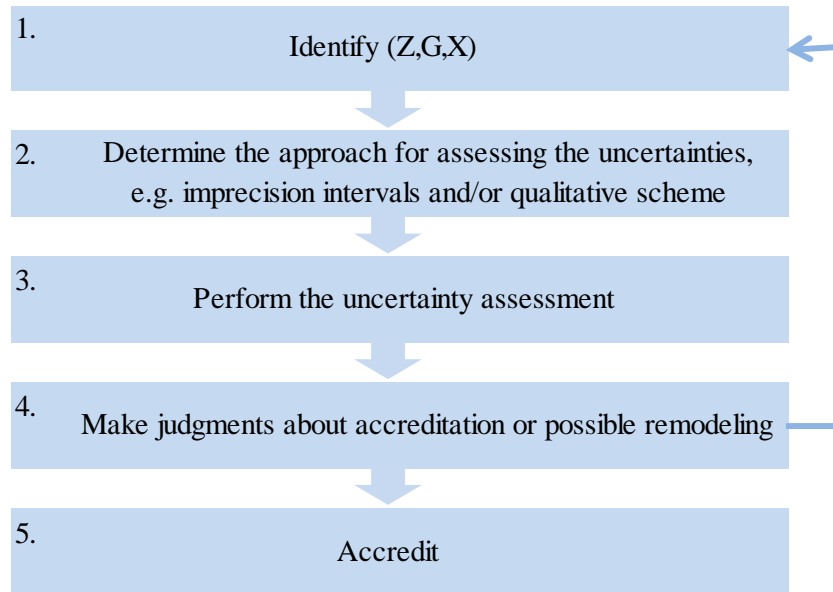 1.
Identify (Z,G,X)
2.
Determine the approach for assessing the uncertainties,
e.g. imprecision intervals and/or qualitative scheme
3.
Perform the uncertainty assessment
4.
Make judgments about accreditation or possible remodeling
5.
Accredit